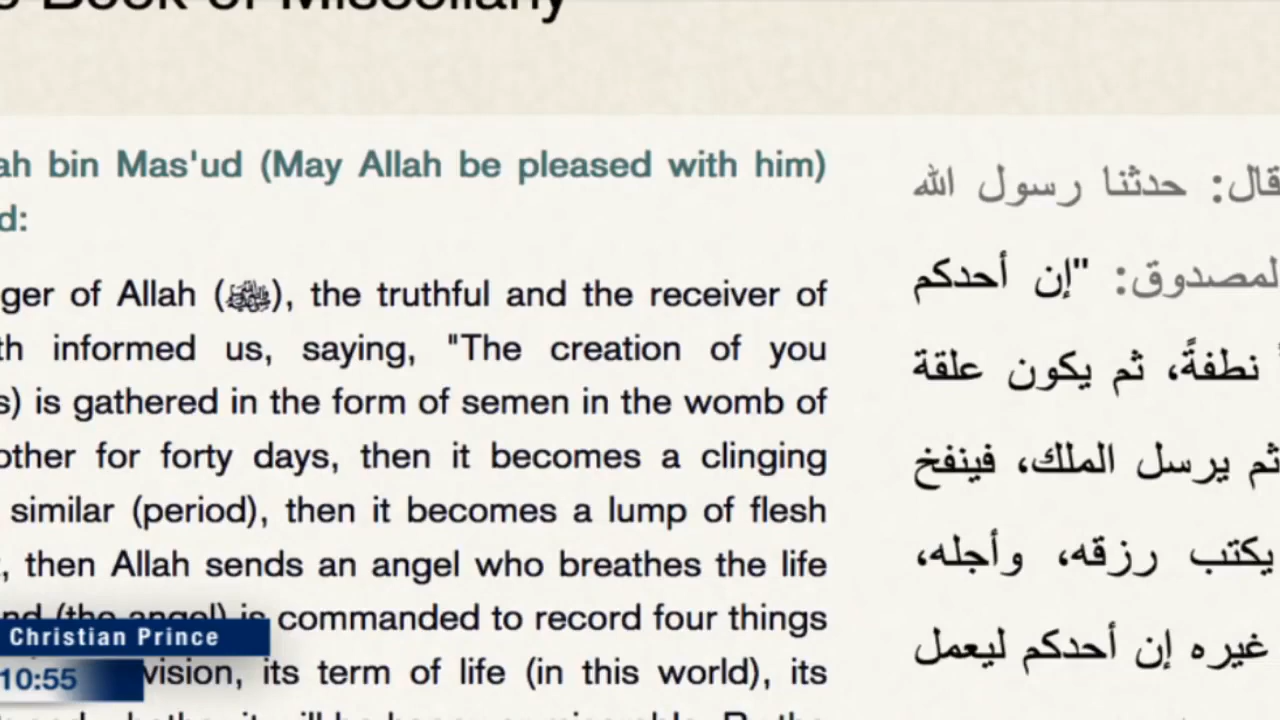 Book of Miscellany
ah bin Mas'ud (May Allah be pleased with him)
d:
ger of Allah (ﷺ), the truthful and the receiver of
th informed us, saying, "The creation of you
s) is gathered in the form of semen in the womb of
other for forty days, then it becomes a clinging
similar (period), then it becomes a lump of flesh
, then Allah sends an angel who breathes the life
nd (the angel) is commanded to record four things
vision, its term of life (in this world), its
قال: حدثنا رسول الله
لمصدوق: "إن أحدكم
نطفةً، ثم يكون علقة
ثم يرسل الملك، فينفخ
يكتب رزقه، وأجله،
غيره إن أحدكم ليعمل
Christian Prince
10:55